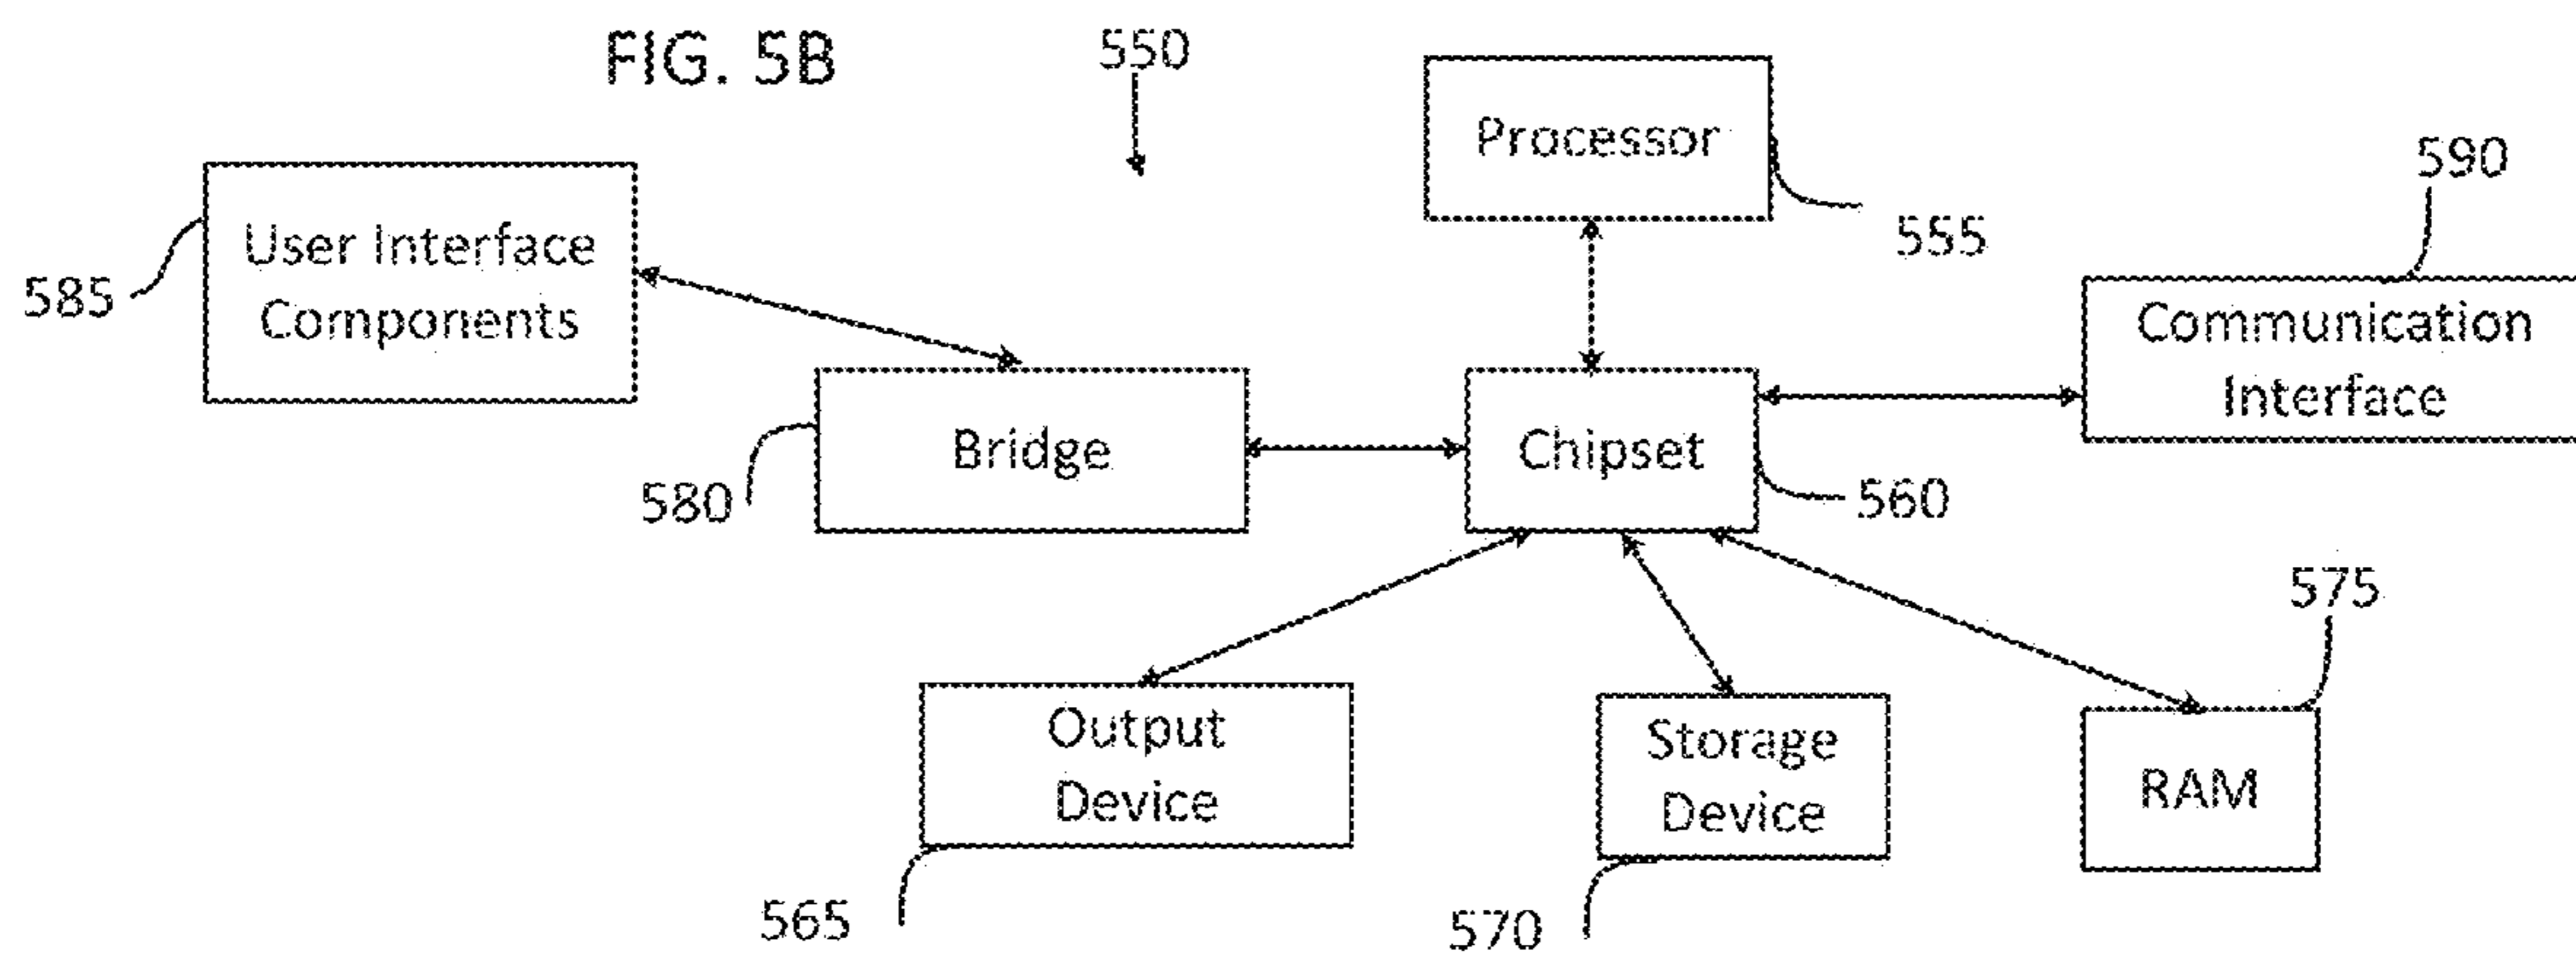 FIG. 5B
550
Processor
555
590
User Interface
Components
585
Communication
Interface
Bridge
580
Chipset
560
575
Output
Device
565
Storage
Device
570
RAM